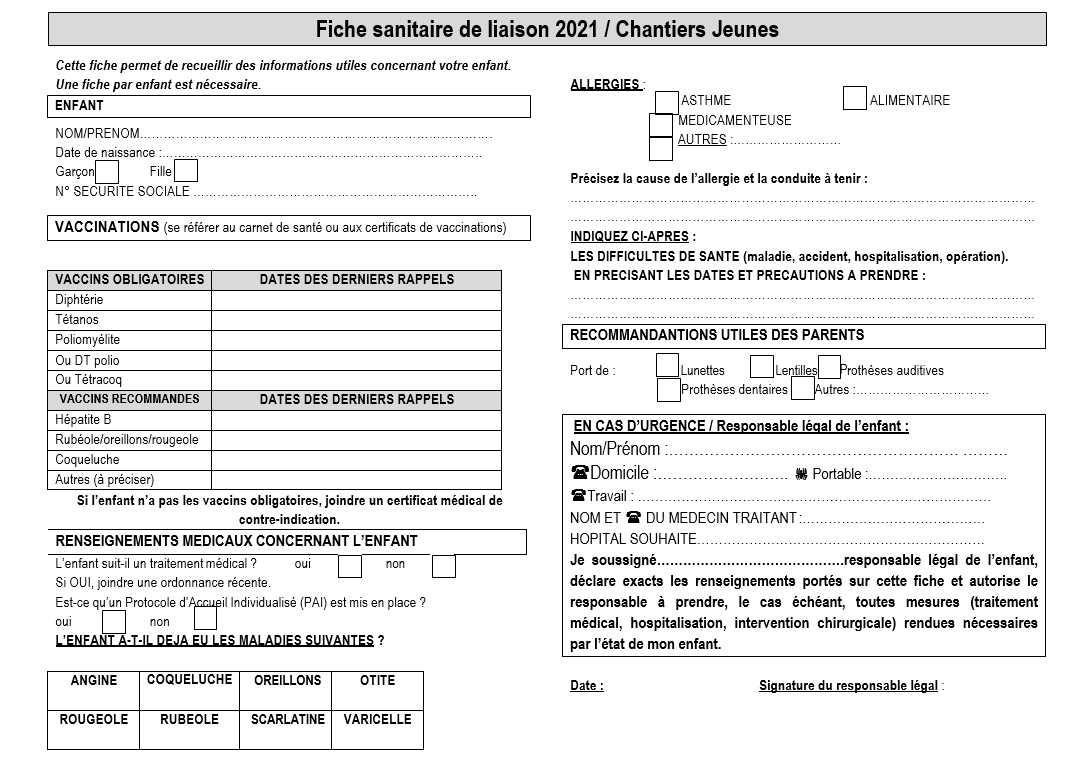 Fiche sanitaire de liaison 2021 / Chantiers Jeunes
Cette fiche permet de recueillir des informations utiles concernant votre enfant.
Une fiche par enfant est nécessaire.
ENFANT
NOM/PRENOM……………………………………………………………………………….
Date de naissance :………………………………………………………………………..
Garçon Fille
N° SECURITE SOCIALE ……………………………………………………………..
VACCINATIONS (se référer au carnet de santé ou aux certificats de vaccinations)
VACCINS OBLIGATOIRES DATES DES DERNIERS RAPPELS
Diphtérie
Tétanos
Poliomyélite
Ou DT polio
Ou Tétracoq
VACCINS RECOMMANDES DATES DES DERNIERS RAPPELS
Hépatite B
Rubéole/oreillons/rougeole
Coqueluche
Autres (à préciser)
Si l'enfant n'a pas les vaccins obligatoires, joindre un certificat médical de
contre-indication.
RENSEIGNEMENTS MEDICAUX CONCERNANT L'ENFANT
L'enfant suit-il un traitement médical ? oui non
Si OUI, joindre une ordonnance récente.
Est-ce qu'un Protocole d'Accueil Individualisé (PAI) est mis en place ?
oui non
L'ENFANT A-T-IL DEJA EU LES MALADIES SUIVANTES ?
ANGINE COQUELUCHE OREILLONS OTITE
ROUGEOLE RUBEOLE SCARLATINE VARICELLE
ALLERGIES :
ASTHME ALIMENTAIRE
MEDICAMENTEUSE
AUTRES :………………………
Précisez la cause de l'allergie et la conduite à tenir :
………………………………………………………………………………………………………
………………………………………………………………………………………………………
INDIQUEZ CI-APRES :
LES DIFFICULTES DE SANTE (maladie, accident, hospitalisation, opération).
EN PRECISANT LES DATES ET PRECAUTIONS A PRENDRE :
………………………………………………………………………………………………………
………………………………………………………………………………………………………
RECOMMANDANTIONS UTILES DES PARENTS
Port de : Lunettes Lentilles Prothèses auditives
Prothèses dentaires Autres :……………………………
EN CAS D'URGENCE / Responsable légal de l'enfant :
Nom/Prénom :………………………………………………… ………
☎Domicile :……………………… Portable :……………………………..
☎Travail : ………………………………………………………………………………
NOM ET ☎ DU MEDECIN TRAITANT :………………………………………
HOPITAL SOUHAITE………………………………………………………………
Je soussigné……………………………………….responsable légal de l'enfant,
déclare exacts les renseignements portés sur cette fiche et autorise le
responsable à prendre, le cas échéant, toutes mesures (traitement
médical, hospitalisation, intervention chirurgicale) rendues nécessaires
par l'état de mon enfant.
Date : Signature du responsable légal :